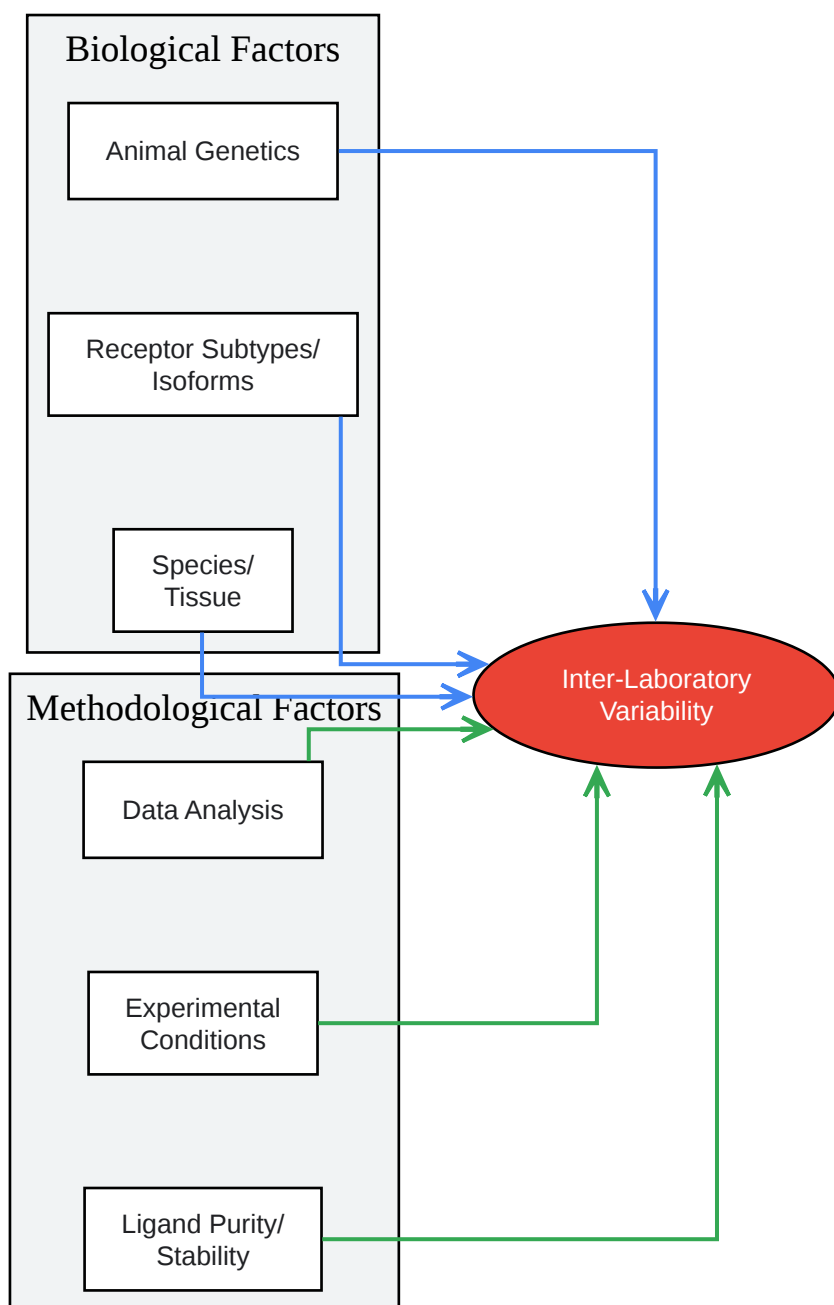 Biological Factors
Animal Genetics
Receptor Subtypes/
Isoforms
Species/
Tissue
Inter-Laboratory
Variability
Methodological Factors
Data Analysis
Experimental
Conditions
Ligand Purity/
Stability